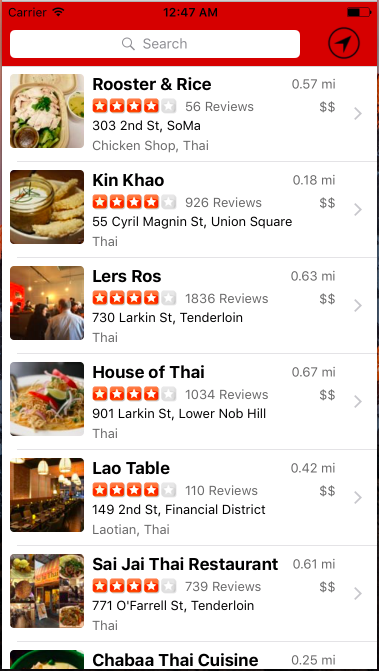 Carrier 12:47 AM
Search
Rooster & Rice 0.57 mi
56 Reviews $$
303 2nd St, SoMa
Chicken Shop, Thai
Kin Khao 0.18 mi
926 Reviews $$
55 Cyril Magnin St, Union Square
Thai
Lers Ros 0.63 mi
1836 Reviews $$
730 Larkin St, Tenderloin
Thai
House of Thai 0.67 mi
1034 Reviews $$
901 Larkin St, Lower Nob Hill
Thai
Lao Table 0.42 mi
110 Reviews $$
149 2nd St, Financial District
Laotian, Thai
Sai Jai Thai Restaurant 0.61 mi
739 Reviews $$
771 O'Farrell St, Tenderloin
Thai
Chabaa Thai Cuisine 0.25 mi